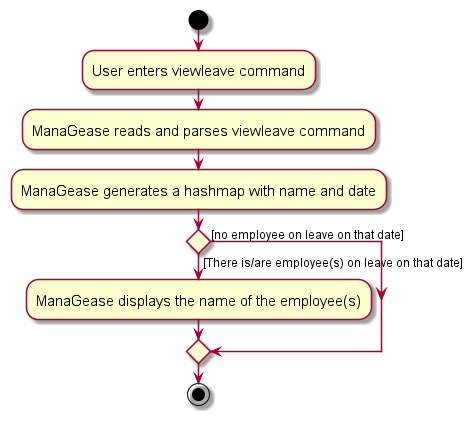 User enters viewleave command
ManaGease reads and parses viewleave command
ManaGease generates a hashmap with name and date
[no employee on leave on that date]
[There is/are employee(s) on leave on that date]
ManaGease displays the name of the employee(s)